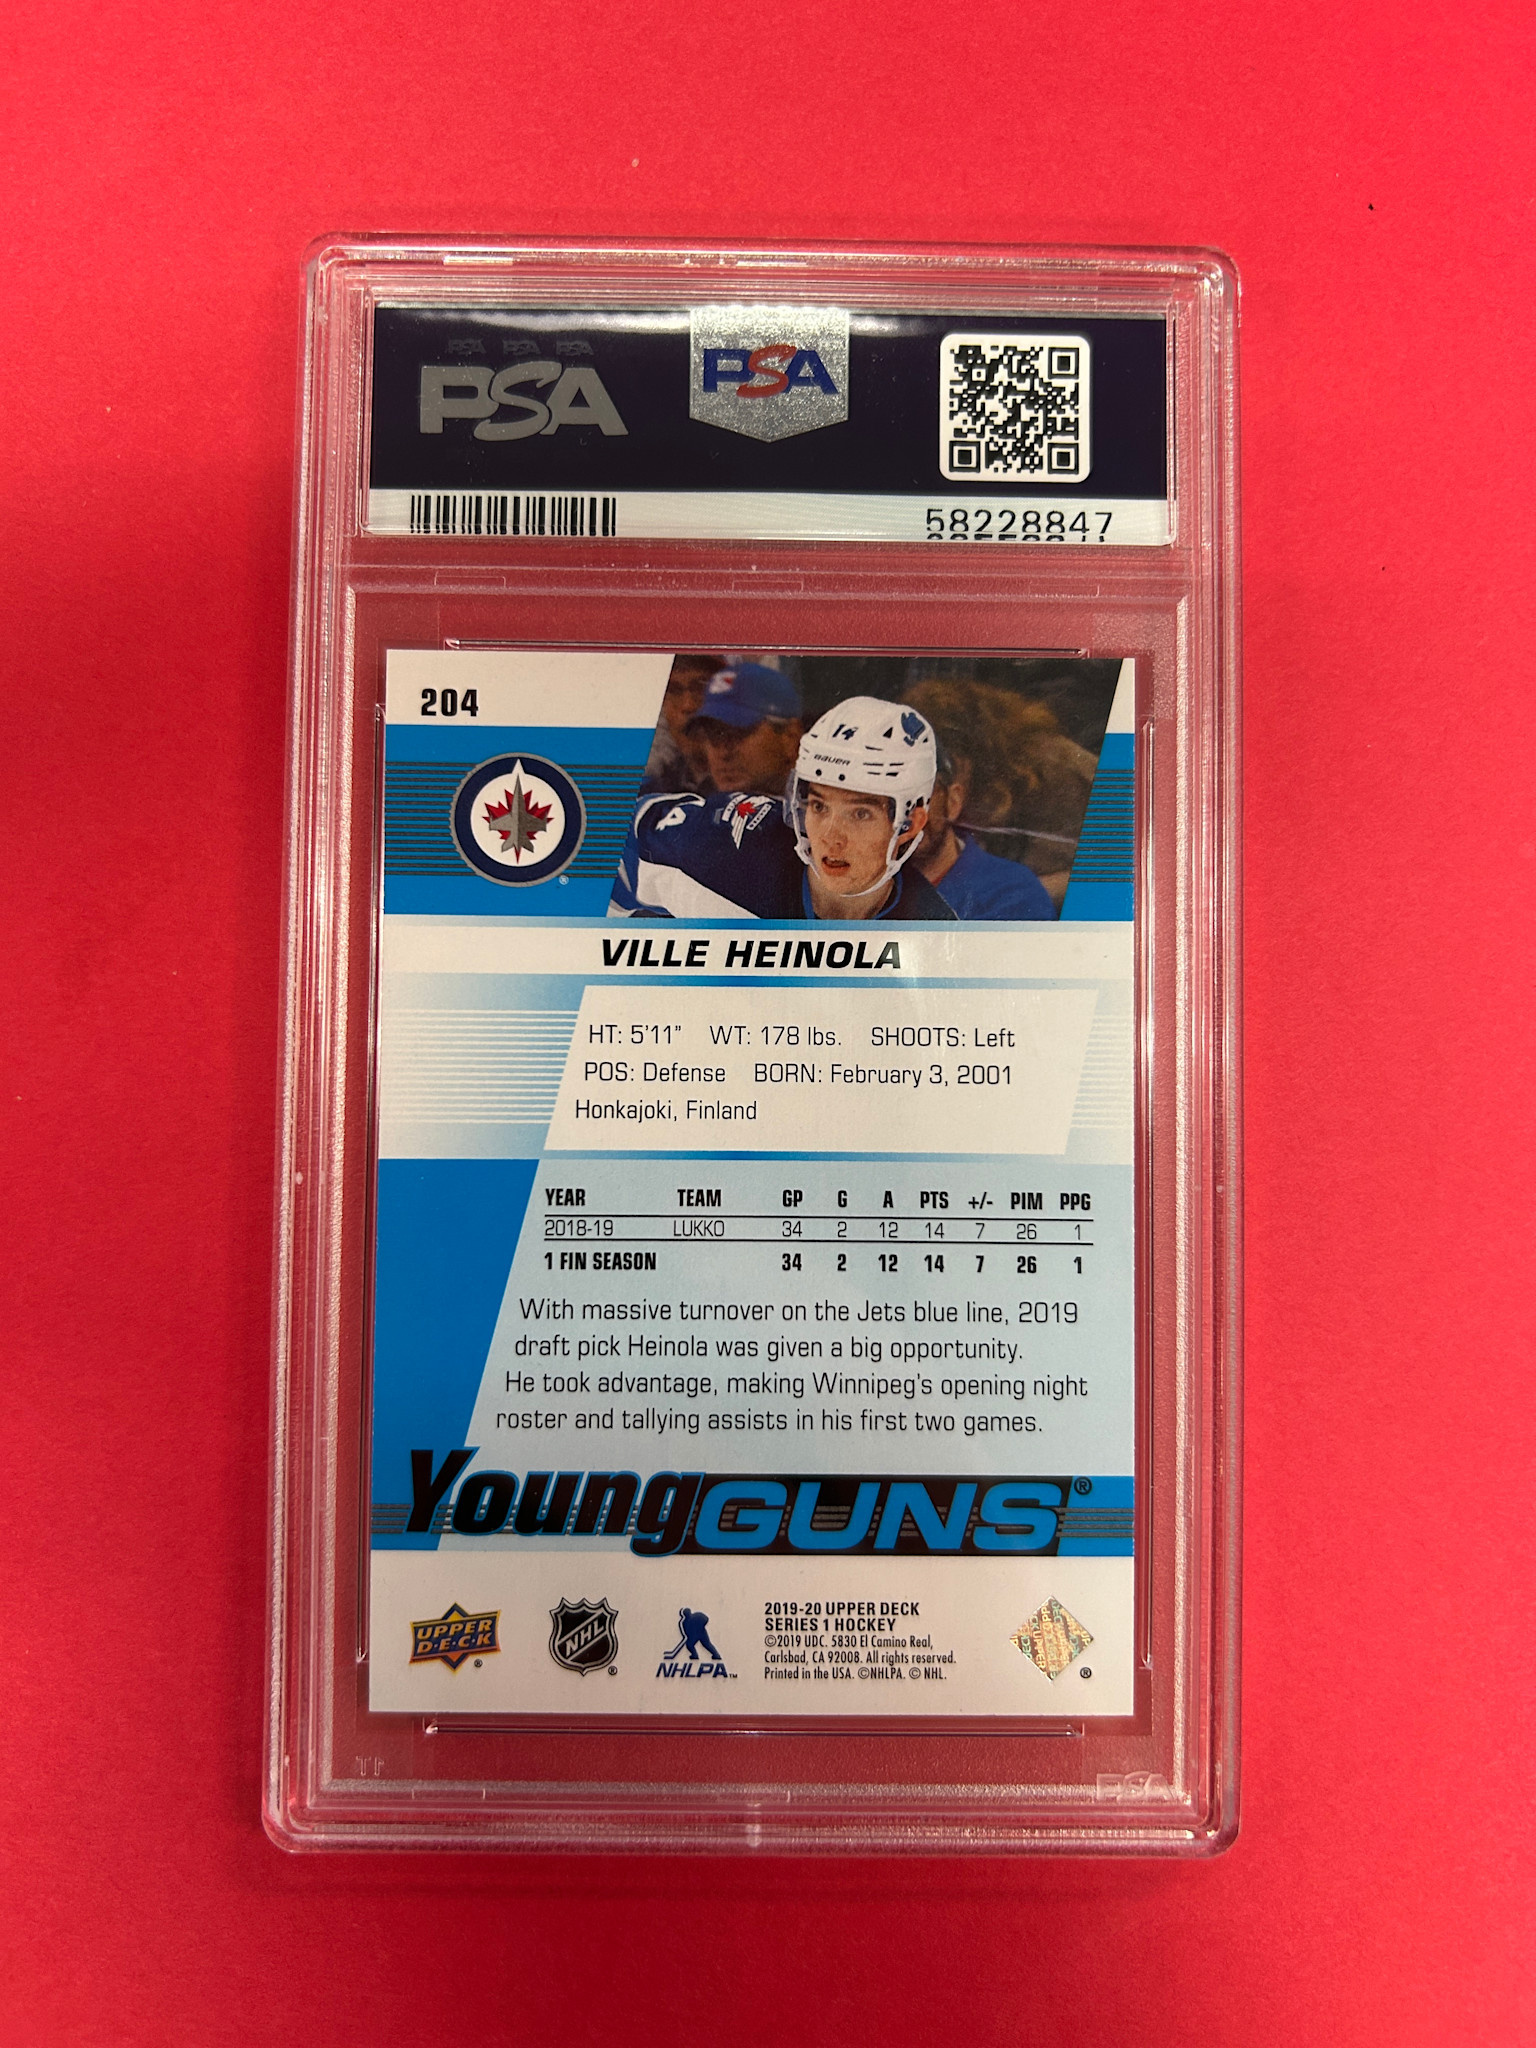 PSA PSA PSA
PSA
PSA
58228847
204
14
BAUER
4
VILLE HEINOLA
HT: 5'11" WT: 178 lbs. SHOOTS: Left
POS: Defense BORN: February 3, 2001
Honkajoki, Finland
YEAR TEAM GP G A PTS +/- PIM PPG
2018-19 LUKKO 34 2 12 14 7 26 1
1 FIN SEASON 34 2 12 14 7 26 1
With massive turnover on the Jets blue line, 2019
draft pick Heinola was given a big opportunity.
He took advantage, making Winnipeg's opening night
roster and tallying assists in his first two games.
Young GUNS®
UPPER
D·E·C·K
®
NHL
®
NHLPA™
2019-20 UPPER DECK
SERIES 1 HOCKEY
©2019 UDC. 5830 El Camino Real,
Carlsbad, CA 92008. All rights reserved.
Printed in the USA. ©NHLPA. © NHL.
®
PSA